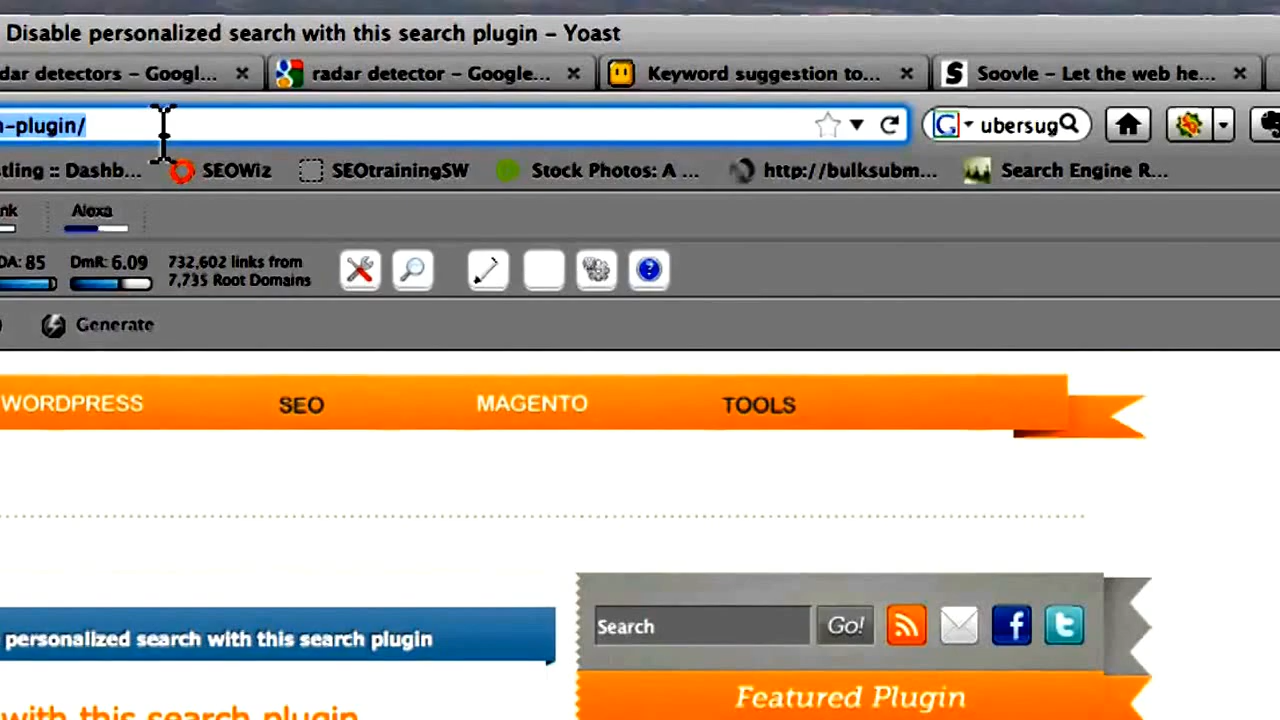 Disable personalized search with this search plugin – Yoast
dar detectors – Googl...
radar detector – Google...
Keyword suggestion to...
Soovle – Let the web he...
n-plugin/
ubersug
tling :: Dashb...
SEOWiz
SEOtrainingSW
Stock Photos: A ...
http://bulksubm...
Search Engine R...
nk
Alexa
DA: 85
DmR: 6.09
732,602 links from
7,735 Root Domains
Generate
WORDPRESS
SEO
MAGENTO
TOOLS
Search
Go!
personalized search with this search plugin
with this search plugin
Featured Plugin